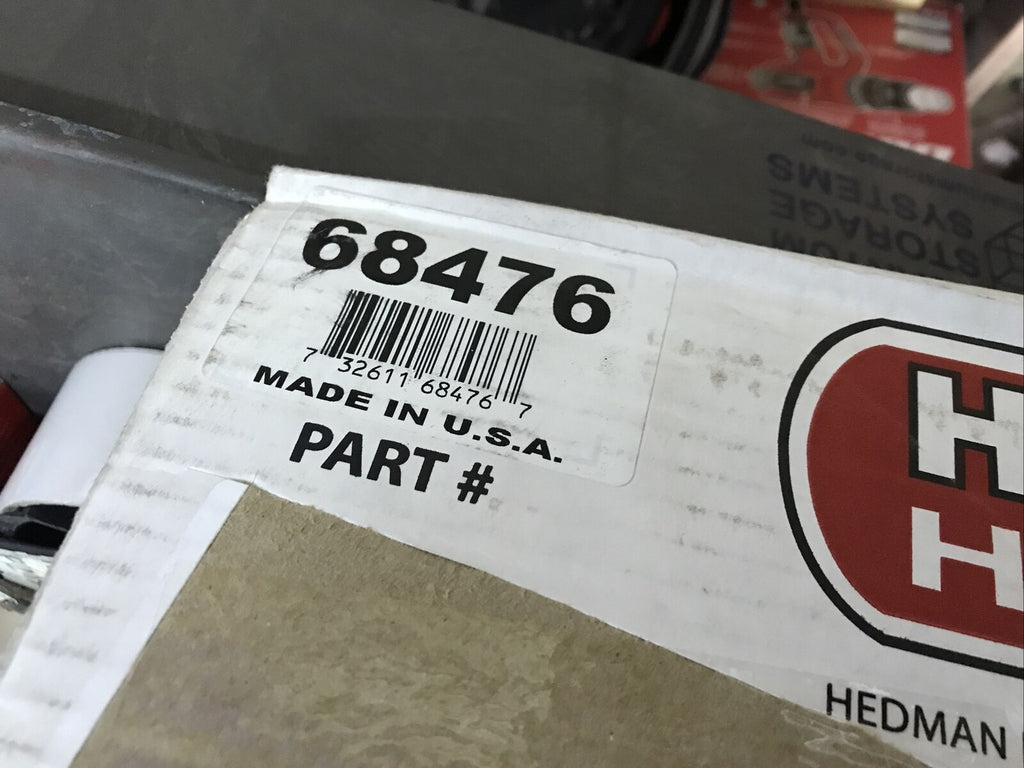 68476
7 32611 68476 7
MADE IN U.S.A.
PART #
H
H
HEDMAN
STORAGE
SYSTEMS